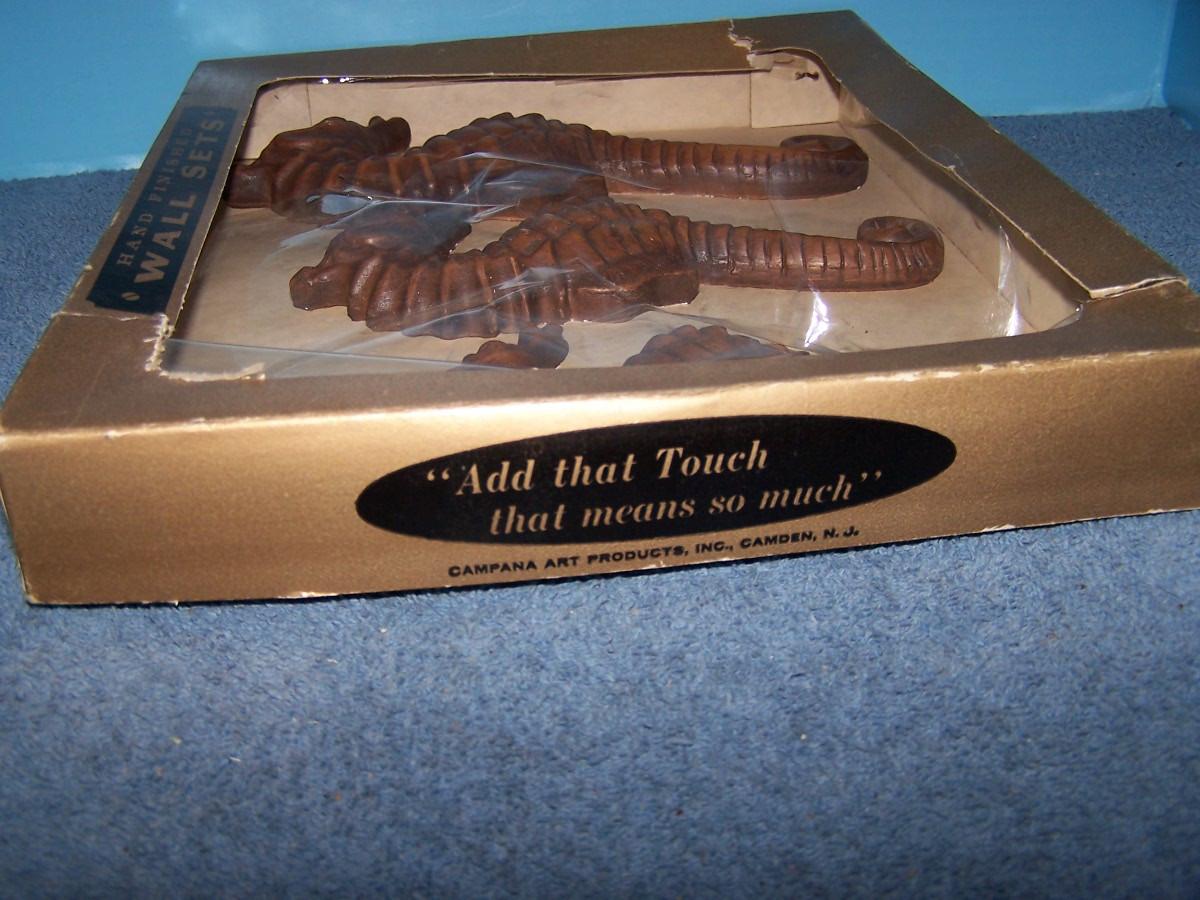 HAND FINISHED
WALL SETS
“Add that Touch
that means so much”
CAMPANA ART PRODUCTS, INC., CAMDEN, N. J.